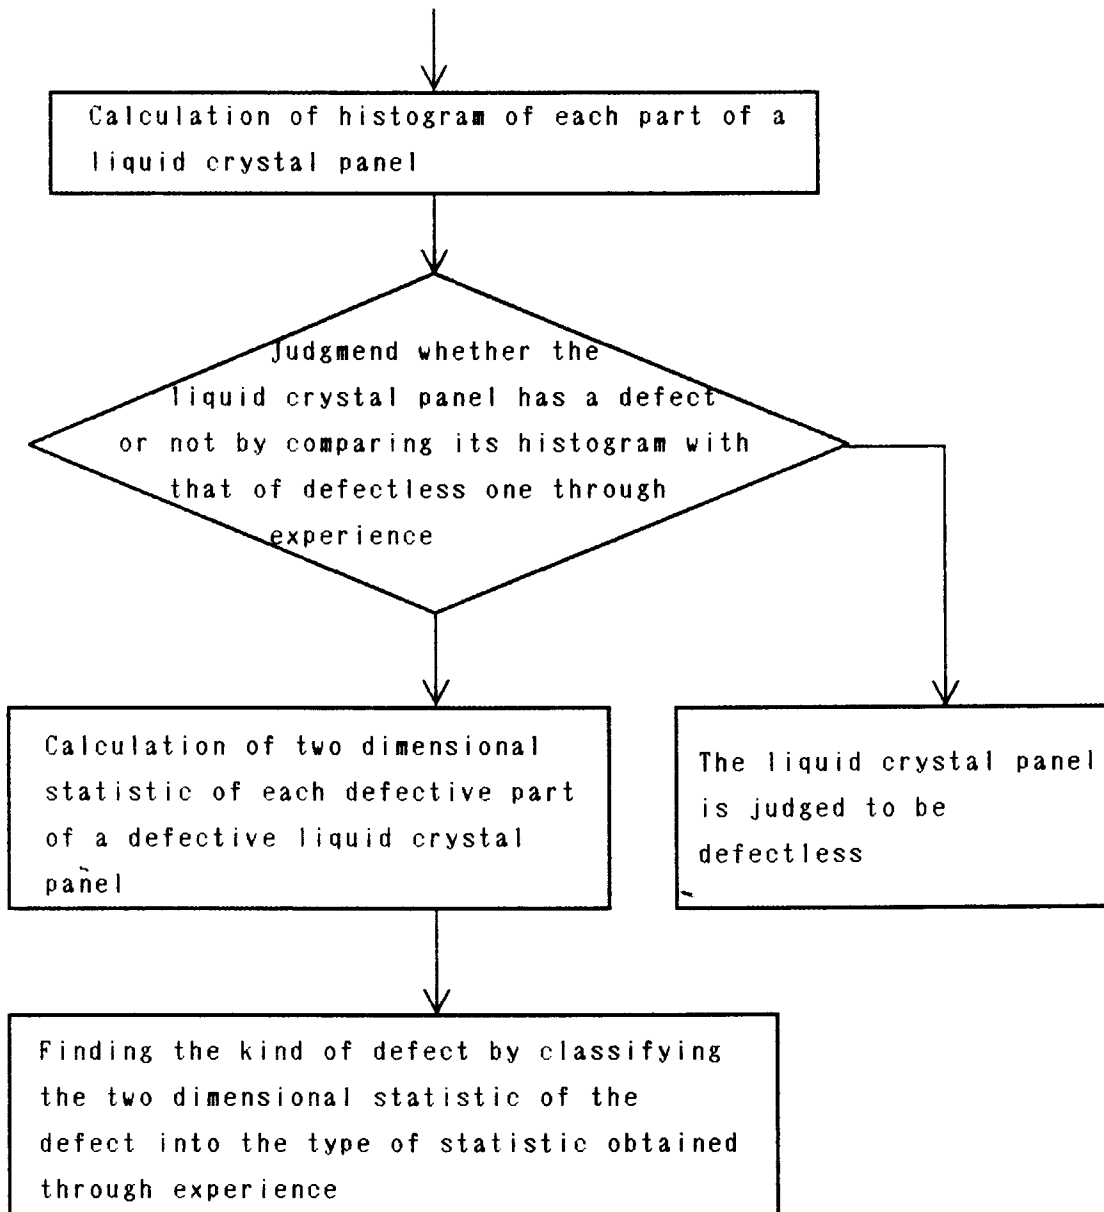 Calculation of histogram of each part of a
liquid crystal panel
Judgmend whether the
liquid crystal panel has a defect
or not by comparing its histogram with
that of defectless one through
experience
Calculation of two dimensional
statistic of each defective part
of a defective liquid crystal
panel
The liquid crystal panel
is judged to be
defectless
Finding the kind of defect by classifying
the two dimensional statistic of the
defect into the type of statistic obtained
through experience